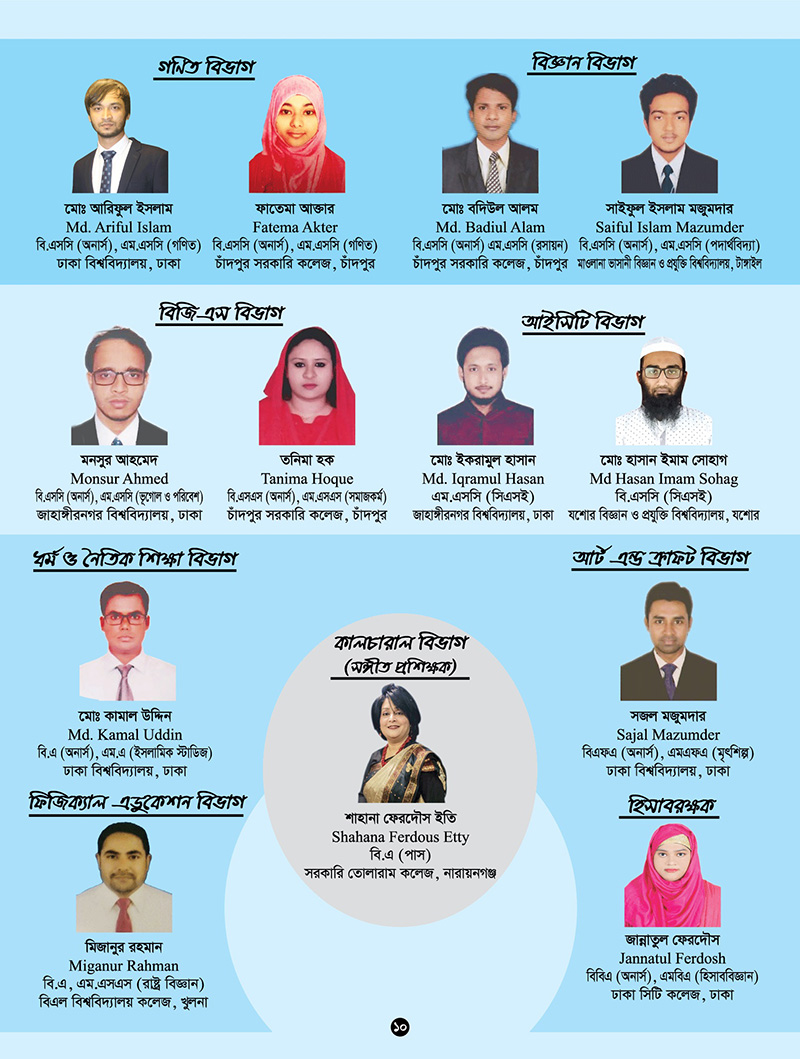 গণিত বিভাগ
মোঃ আরিফুল ইসলাম
Md. Ariful Islam
বি.এসসি (অনার্স), এম.এসসি (গণিত)
ঢাকা বিশ্ববিদ্যালয়, ঢাকা
ফাতেমা আক্তার
Fatema Akter
বি.এসসি (অনার্স), এম.এসসি (গণিত)
চাঁদপুর সরকারি কলেজ, চাঁদপুর
বিজ্ঞান বিভাগ
মোঃ বদিউল আলম
Md. Badiul Alam
বি.এসসি (অনার্স) এম.এসসি (রসায়ন)
চাঁদপুর সরকারি কলেজ, চাঁদপুর
সাইফুল ইসলাম মজুমদার
Saiful Islam Mazumder
বি.এসসি (অনার্স), এম.এসসি (পদার্থবিদ্যা)
মাওলানা ভাসানী বিজ্ঞান ও প্রযুক্তি বিশ্ববিদ্যালয়, টাঙ্গাইল
বিজি-এস বিভাগ
মনসুর আহমেদ
Monsur Ahmed
বি.এসসি (অনার্স), এম.এসসি (ভূগোল ও পরিবেশ)
জাহাঙ্গীরনগর বিশ্ববিদ্যালয়, ঢাকা
তনিমা হক
Tanima Hoque
বি.এসএস (অনার্স), এম.এসএস (সমাজকর্ম)
চাঁদপুর সরকারি কলেজ, চাঁদপুর
আইসিটি বিভাগ
মোঃ ইকরামুল হাসান
Md. Iqramul Hasan
এম.এসসি (সিএসই)
জাহাঙ্গীরনগর বিশ্ববিদ্যালয়, ঢাকা
মোঃ হাসান ইমাম সোহাগ
Md Hasan Imam Sohag
বি.এসসি (সিএসই)
যশোর বিজ্ঞান ও প্রযুক্তি বিশ্ববিদ্যালয়, যশোর
ধর্ম ও নৈতিক শিক্ষা বিভাগ
মোঃ কামাল উদ্দিন
Md. Kamal Uddin
বি.এ (অনার্স), এম.এ (ইসলামিক স্টাডিজ)
ঢাকা বিশ্ববিদ্যালয়, ঢাকা
কালচারাল বিভাগ
(সঙ্গীত প্রশিক্ষক)
শাহানা ফেরদৌস ইতি
Shahana Ferdous Etty
বি.এ (পাস)
সরকারি তোলারাম কলেজ, নারায়নগঞ্জ
আর্ট এন্ড ক্রাফট বিভাগ
সজল মজুমদার
Sajal Mazumder
বিএফএ (অনার্স), এমএফএ (মৃৎশিল্প)
ঢাকা বিশ্ববিদ্যালয়, ঢাকা
ফিজিক্যাল এডুকেশন বিভাগ
মিজানুর রহমান
Miganur Rahman
বি.এ, এম.এসএস (রাষ্ট্র বিজ্ঞান)
বিএল বিশ্ববিদ্যালয় কলেজ, খুলনা
হিসাবরক্ষক
জান্নাতুল ফেরদৌস
Jannatul Ferdosh
বিবিএ (অনার্স), এমবিএ (হিসাববিজ্ঞান)
ঢাকা সিটি কলেজ, ঢাকা
১০